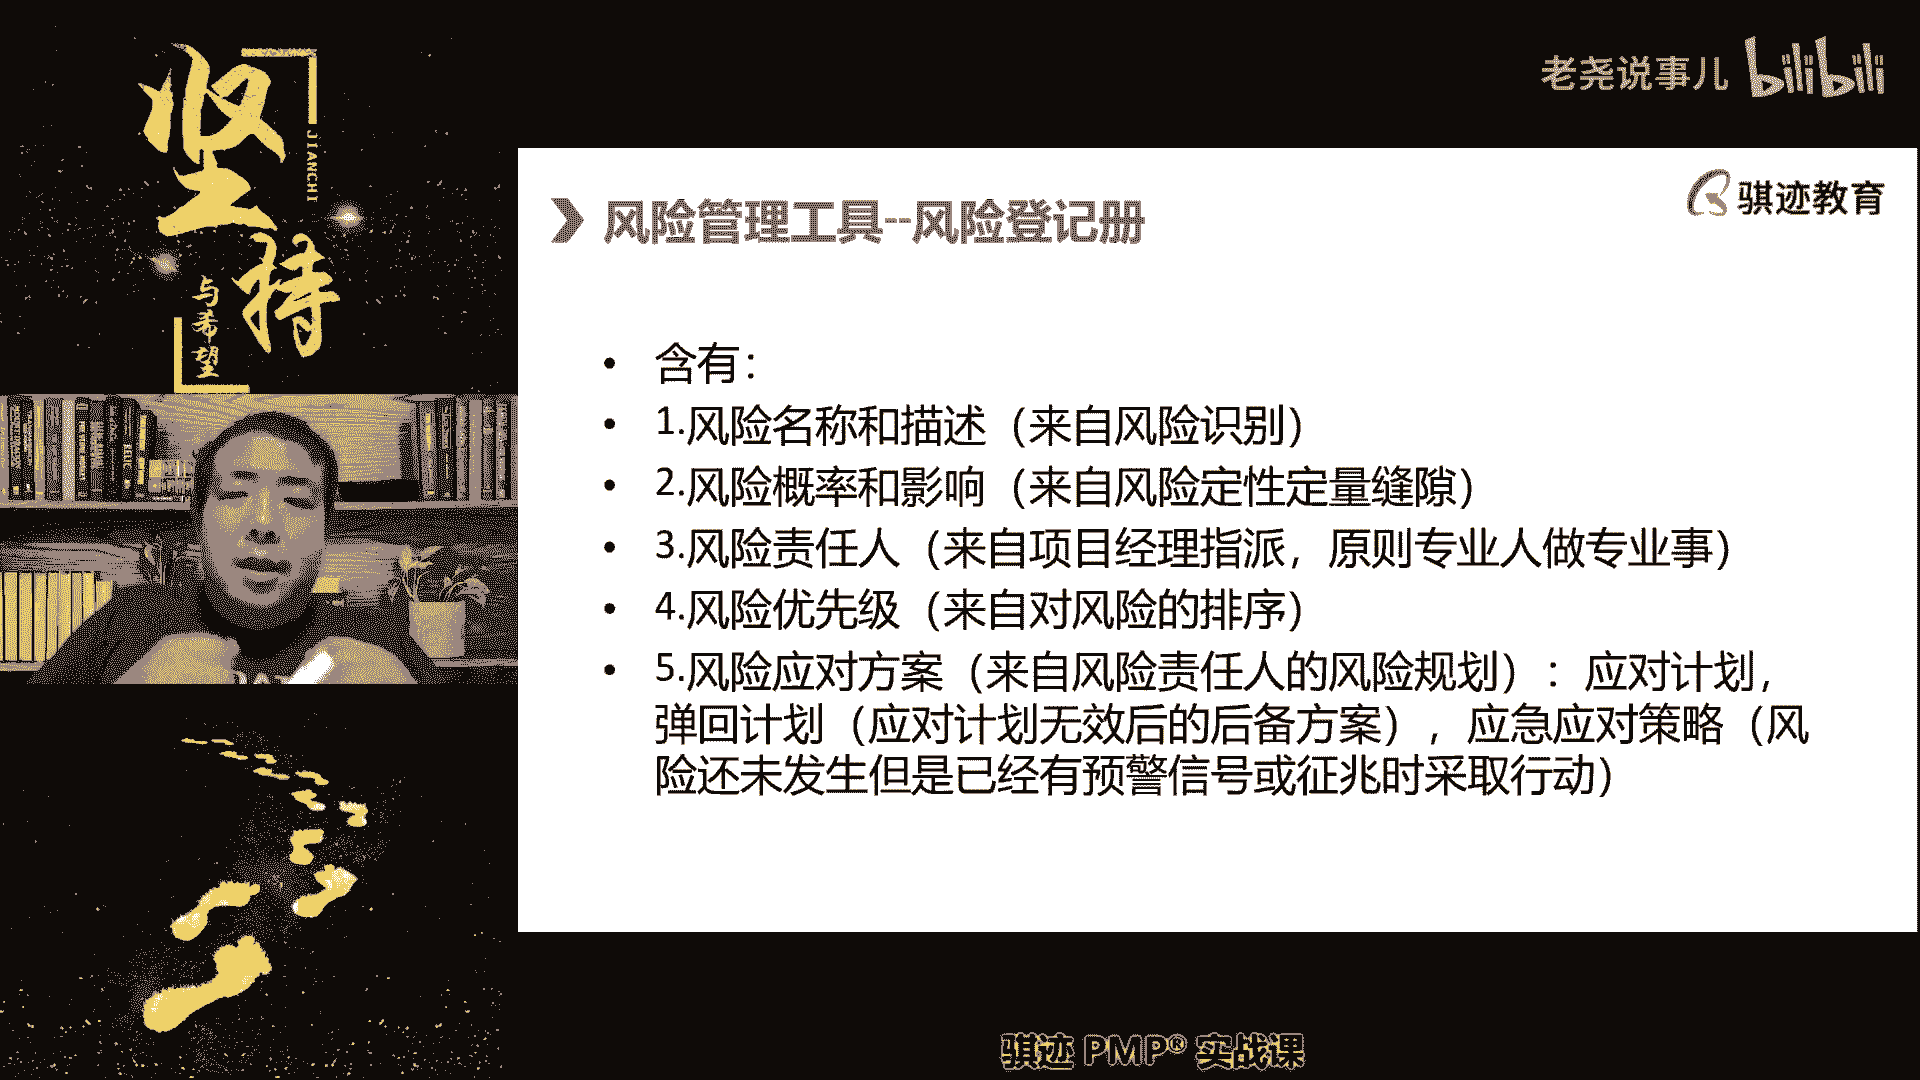 坚持
JIANCHI
与希望
老尧说事儿 bilibili
骐迹教育
风险管理工具--风险登记册
• 含有：
• 1.风险名称和描述（来自风险识别）
• 2.风险概率和影响（来自风险定性定量缝隙）
• 3.风险责任人（来自项目经理指派，原则专业人做专业事）
• 4.风险优先级（来自对风险的排序）
• 5.风险应对方案（来自风险责任人的风险规划）：应对计划，
弹回计划（应对计划无效后的后备方案），应急应对策略（风
险还未发生但是已经有预警信号或征兆时采取行动）
骐迹 PMP® 实战课